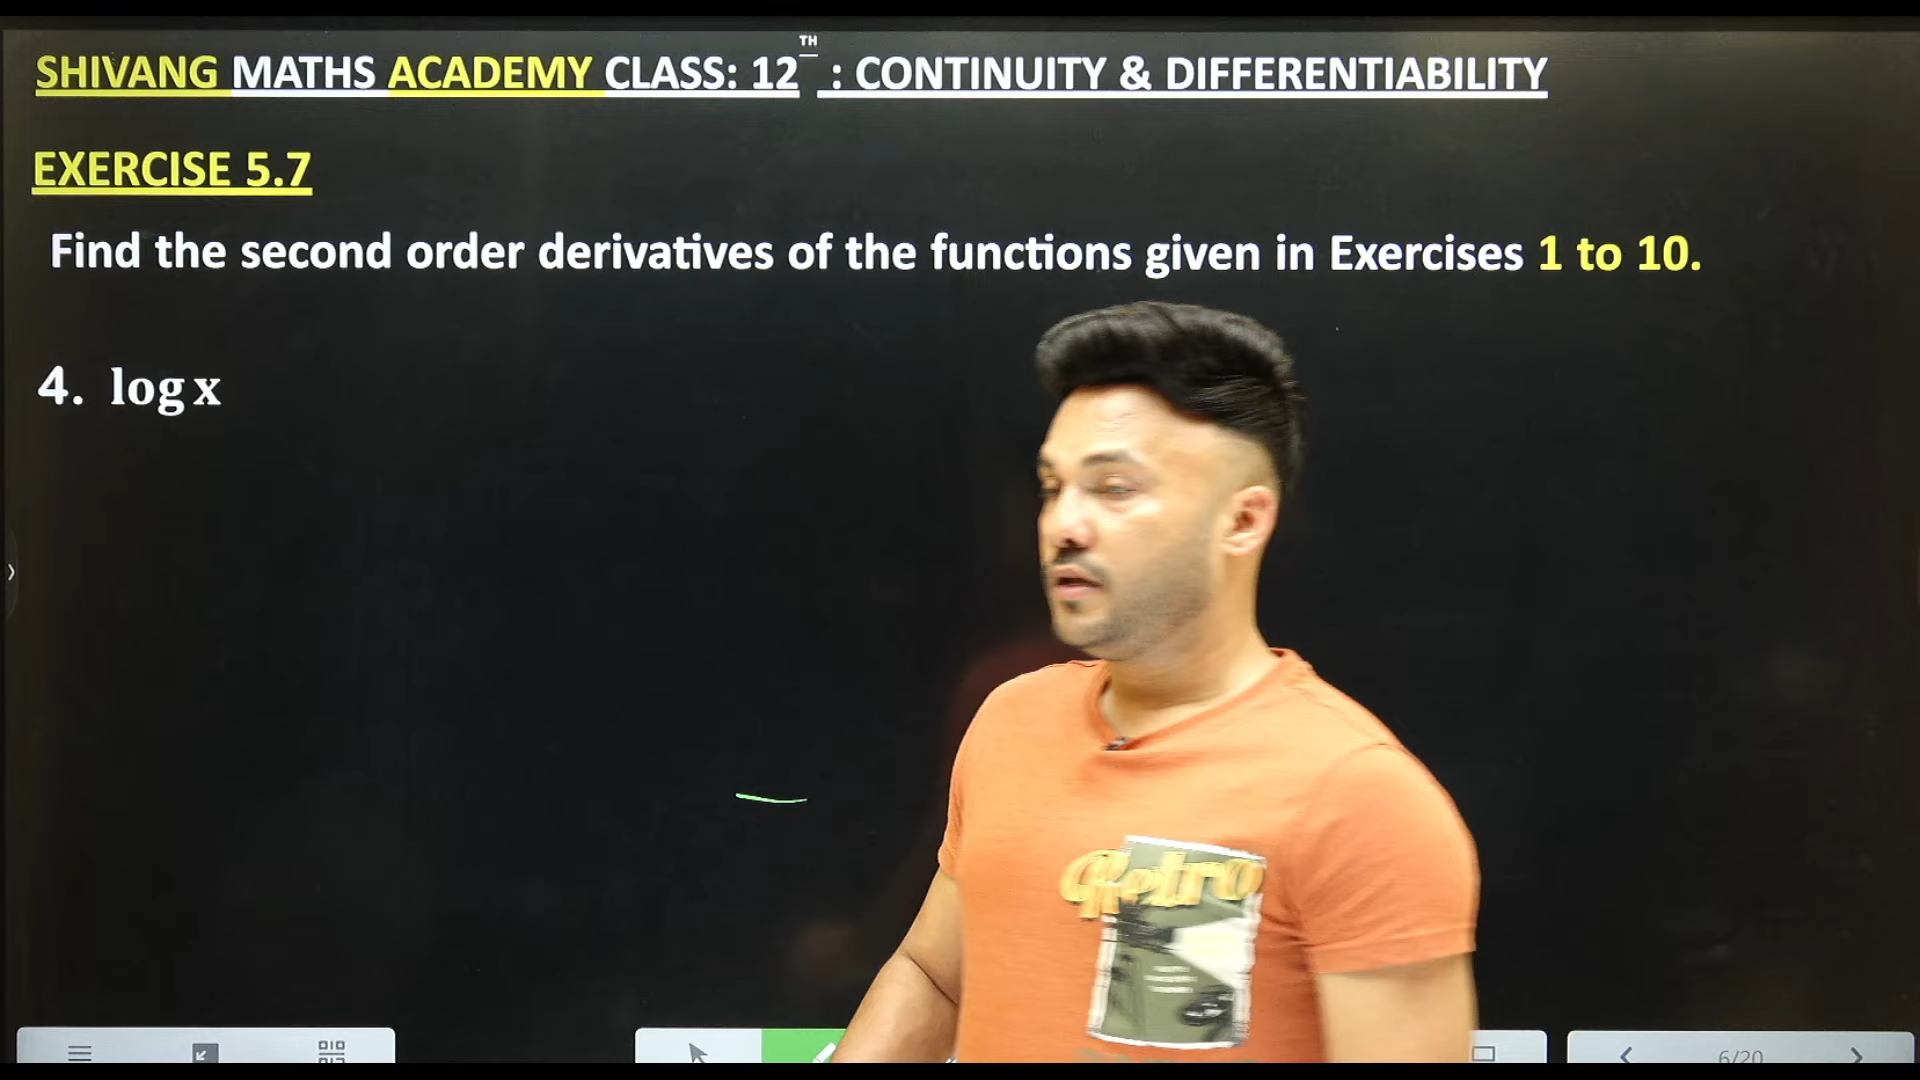 SHIVANG MATHS ACADEMY CLASS: 12TH : CONTINUITY & DIFFERENTIABILITY
EXERCISE 5.7
Find the second order derivatives of the functions given in Exercises 1 to 10.
4. log x
Retro
6/20